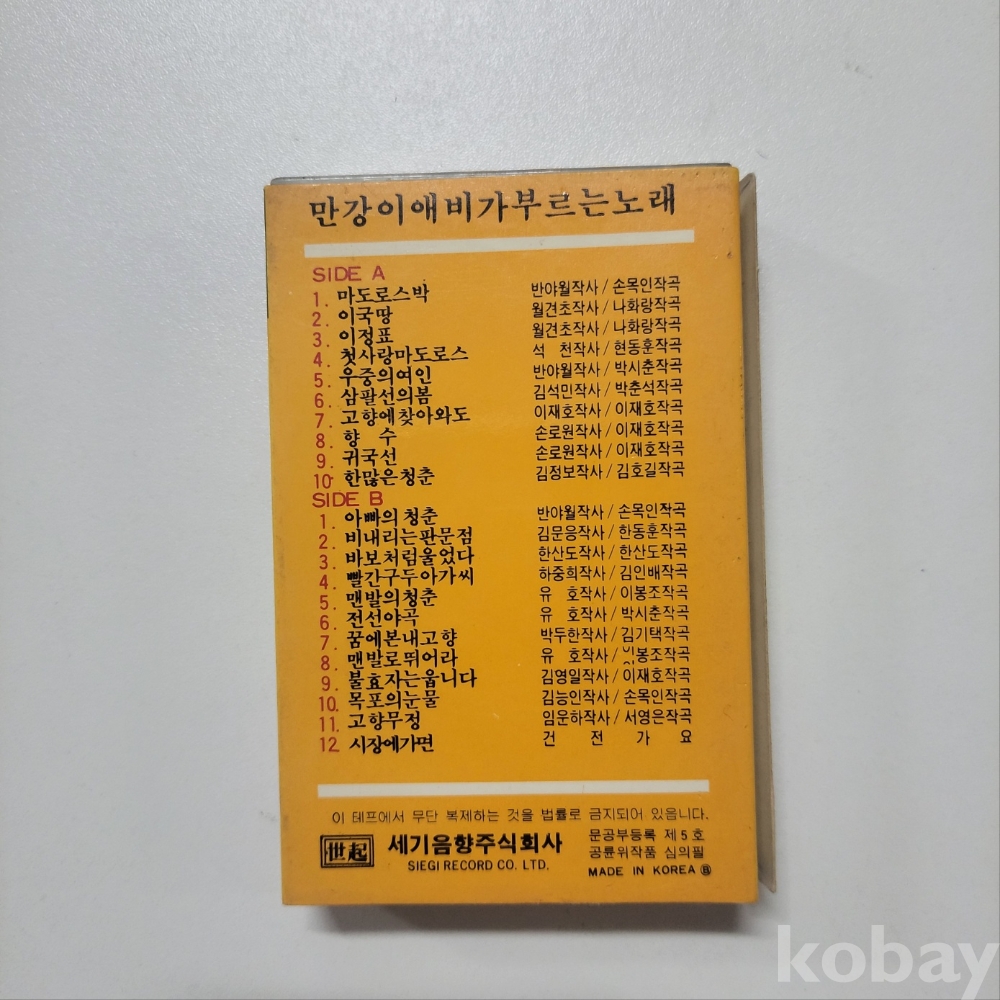 만강이애비가부르는노래
SIDE A
1. 마도로스박 반야월작사/손목인작곡
2. 이국땅 월견초작사/나화랑작곡
3. 이정표 월견초작사/나화랑작곡
4. 첫사랑마도로스 석 천작사/현동훈작곡
5. 우중의여인 반야월작사/박시춘작곡
6. 삼팔선의봄 김석민작사/박춘석작곡
7. 고향에찾아와도 이재호작사/이재호작곡
8. 향 수 손로원작사/이재호작곡
9. 귀국선 손로원작사/이재호작곡
10. 한많은청춘 김정보작사/김호길작곡
SIDE B
1. 아빠의청춘 반야월작사/손목인작곡
2. 비내리는판문점 김문응작사/한동훈작곡
3. 바보처럼울었다 한산도작사/한산도작곡
4. 빨간구두아가씨 하중희작사/김인배작곡
5. 맨발의청춘 유 호작사/이봉조작곡
6. 전선야곡 유 호작사/박시춘작곡
7. 꿈에본내고향 박두한작사/김기택작곡
8. 맨발로뛰어라 유 호작사/이봉조작곡
9. 불효자는웁니다 김영일작사/이재호작곡
10. 목포의눈물 김능인작사/손목인작곡
11. 고향무정 임운하작사/서영은작곡
12. 시장에가면 건 전 가 요
이 테프에서 무단 복제하는 것을 법률로 금지되어 있읍니다.
世起 세기음향주식회사 문공부등록 제5호
SIEGI RECORD CO. LTD. 공륜위작품 심의필
MADE IN KOREA Ⓑ
kobay